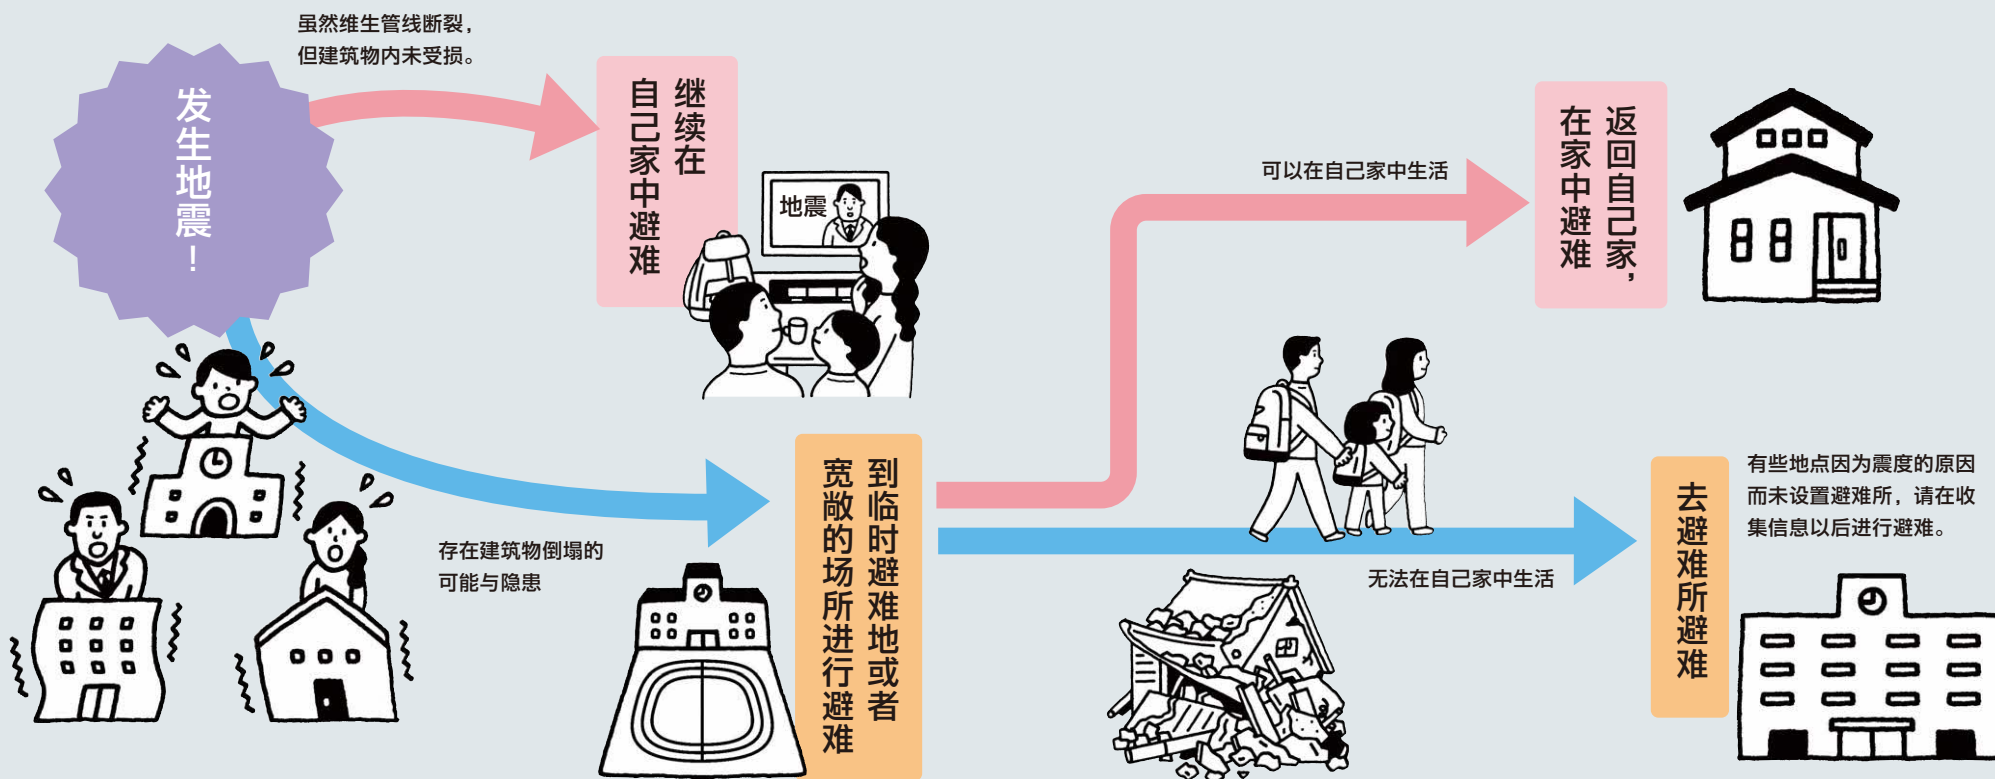 发生地震！
虽然维生管线断裂，
但建筑物内未受损。
继续在
自己家中避难
地震
存在建筑物倒塌的
可能与隐患
到临时避难地或者
宽敞的场所进行避难
可以在自己家中生活
返回自己家，
在家中避难
无法在自己家中生活
去避难所避难
有些地点因为震度的原因
而未设置避难所，请在收
集信息以后进行避难。